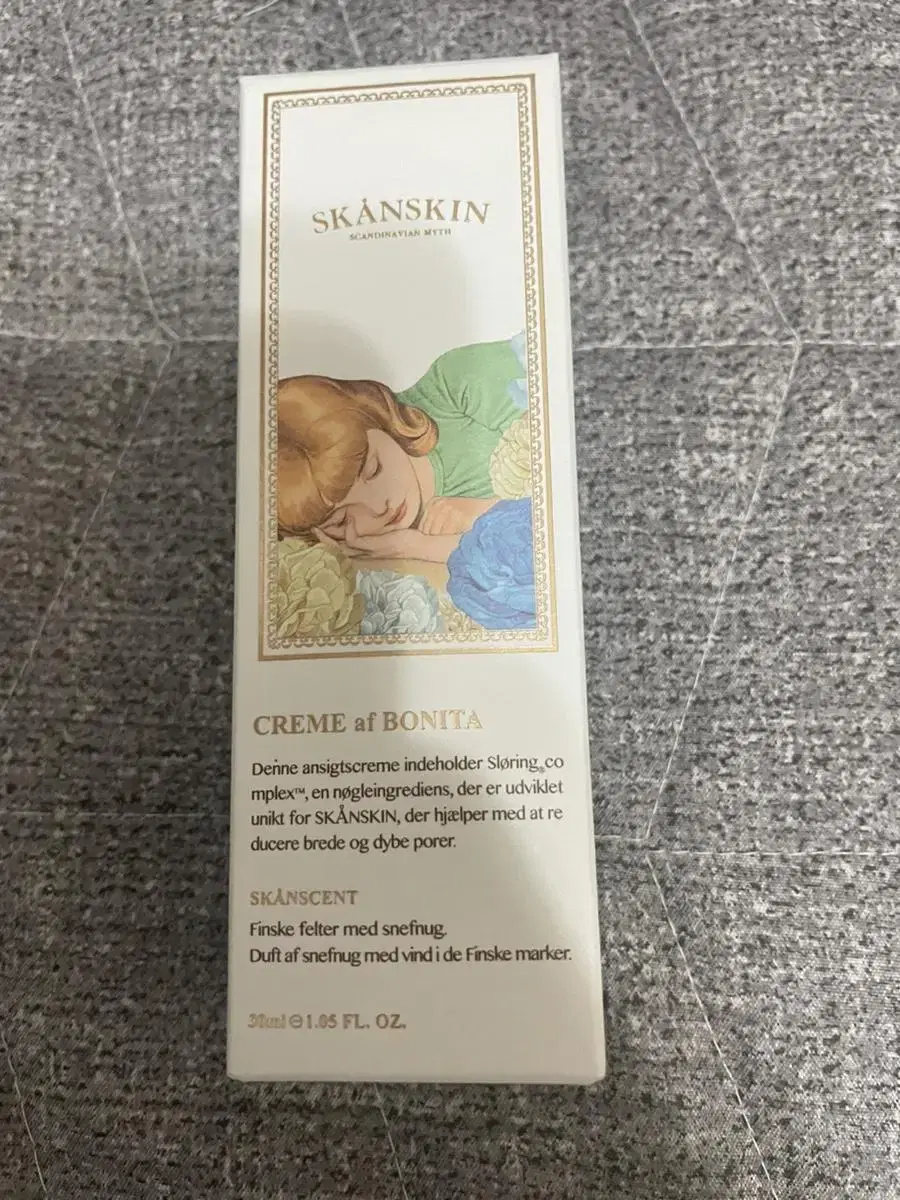 SKÅNSKIN
SCANDINAVIAN MYTH
CREME af BONITA
Denne ansigtscreme indeholder Sløring®co
mplex™, en nøgleingrediens, der er udviklet
unikt for SKÅNSKIN, der hjælper med at re
ducere brede og dybe porer.
SKÅNSCENT
Finske felter med snefnug.
Duft af snefnug med vind i de Finske marker.
30ml ℮ 1.05 FL. OZ.